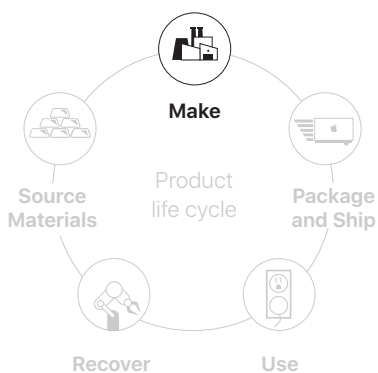 Make
Source
Materials
Product
life cycle
Package
and Ship
Recover
Use